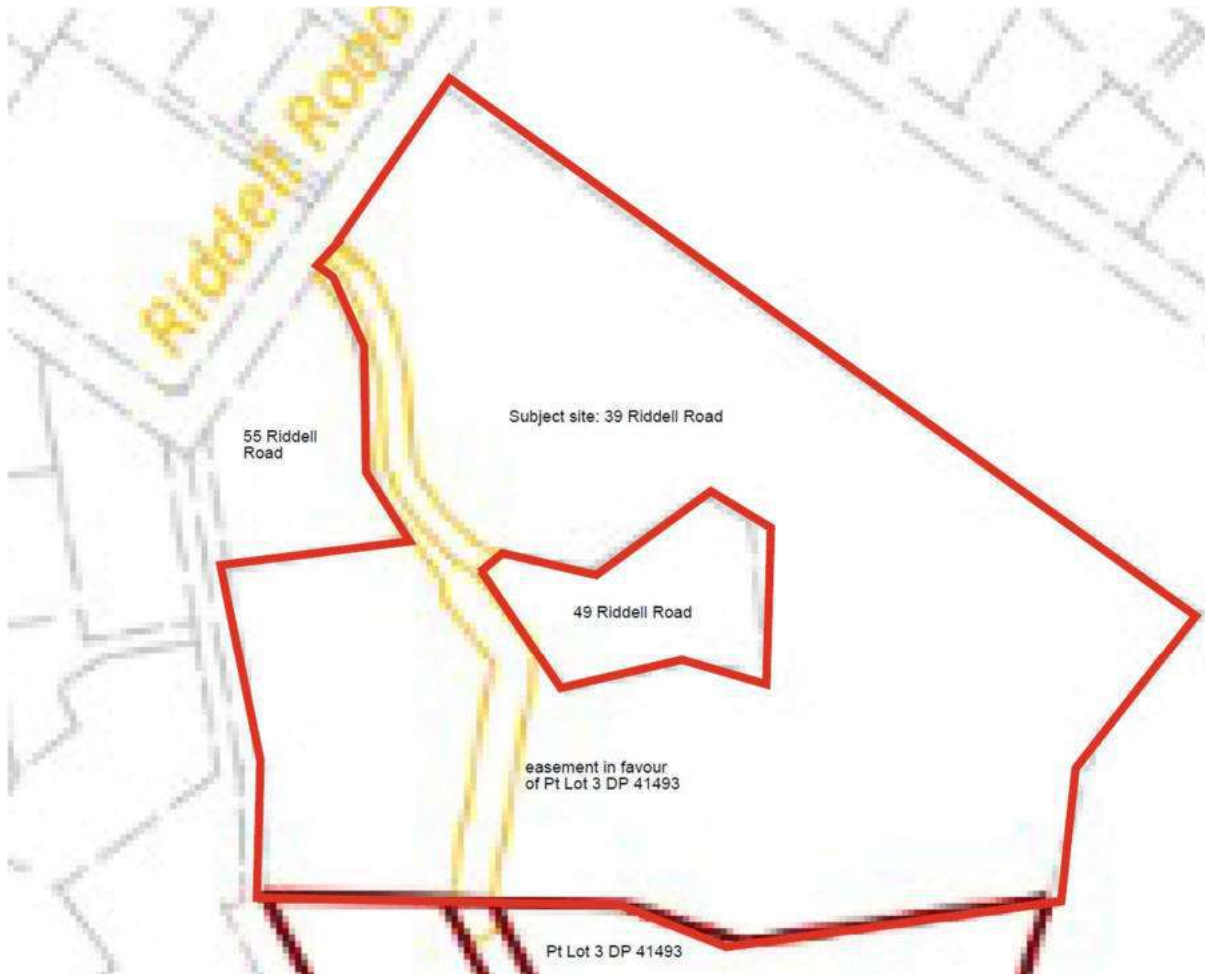 Riddell Road
Subject site: 39 Riddell Road
55 Riddell
Road
49 Riddell Road
easement in favour
of Pt Lot 3 DP 41493
Pt Lot 3 DP 41493